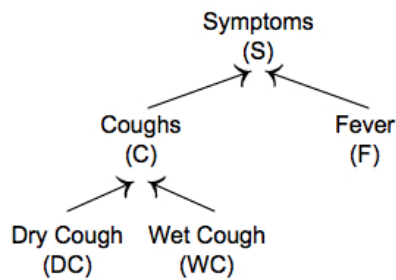 Symptoms
(S)
Coughs
(C)
Fever
(F)
Dry Cough
(DC)
Wet Cough
(WC)